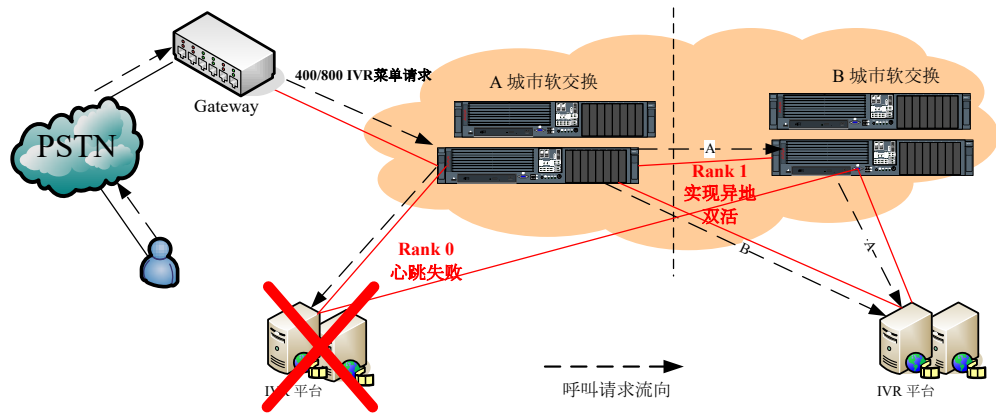 400/800 IVR菜单请求
A 城市软交换
B 城市软交换
Gateway
PSTN
A
Rank 1
实现异地
双活
Rank 0
心跳失败
B
A
IVR 平台
IVR 平台
呼叫请求流向